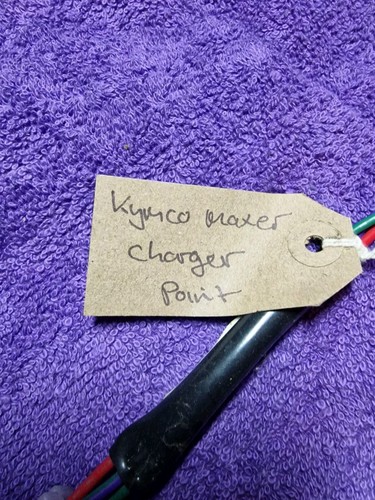 Kymco maxer
charger
Point